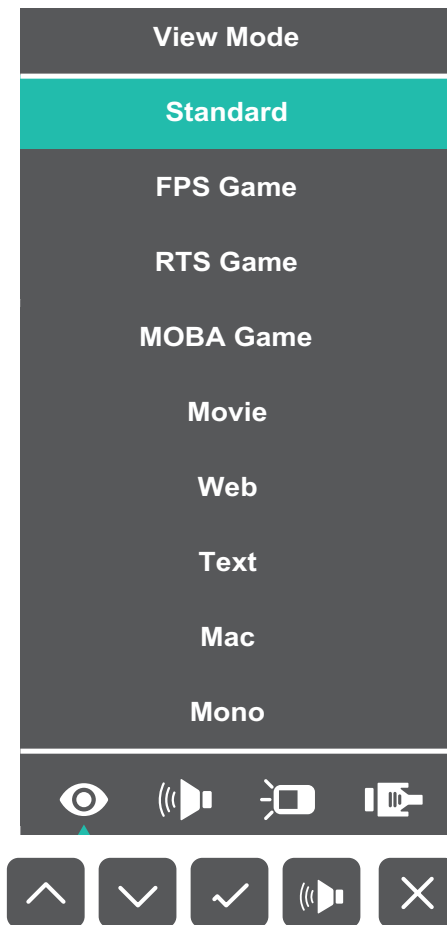 View Mode
Standard
FPS Game
RTS Game
MOBA Game
Movie
Web
Text
Mac
Mono